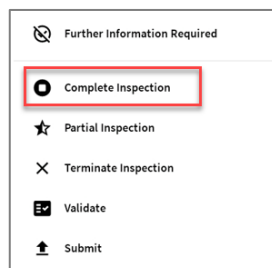 Further Information Required
Complete Inspection
Partial Inspection
Terminate Inspection
Validate
Submit